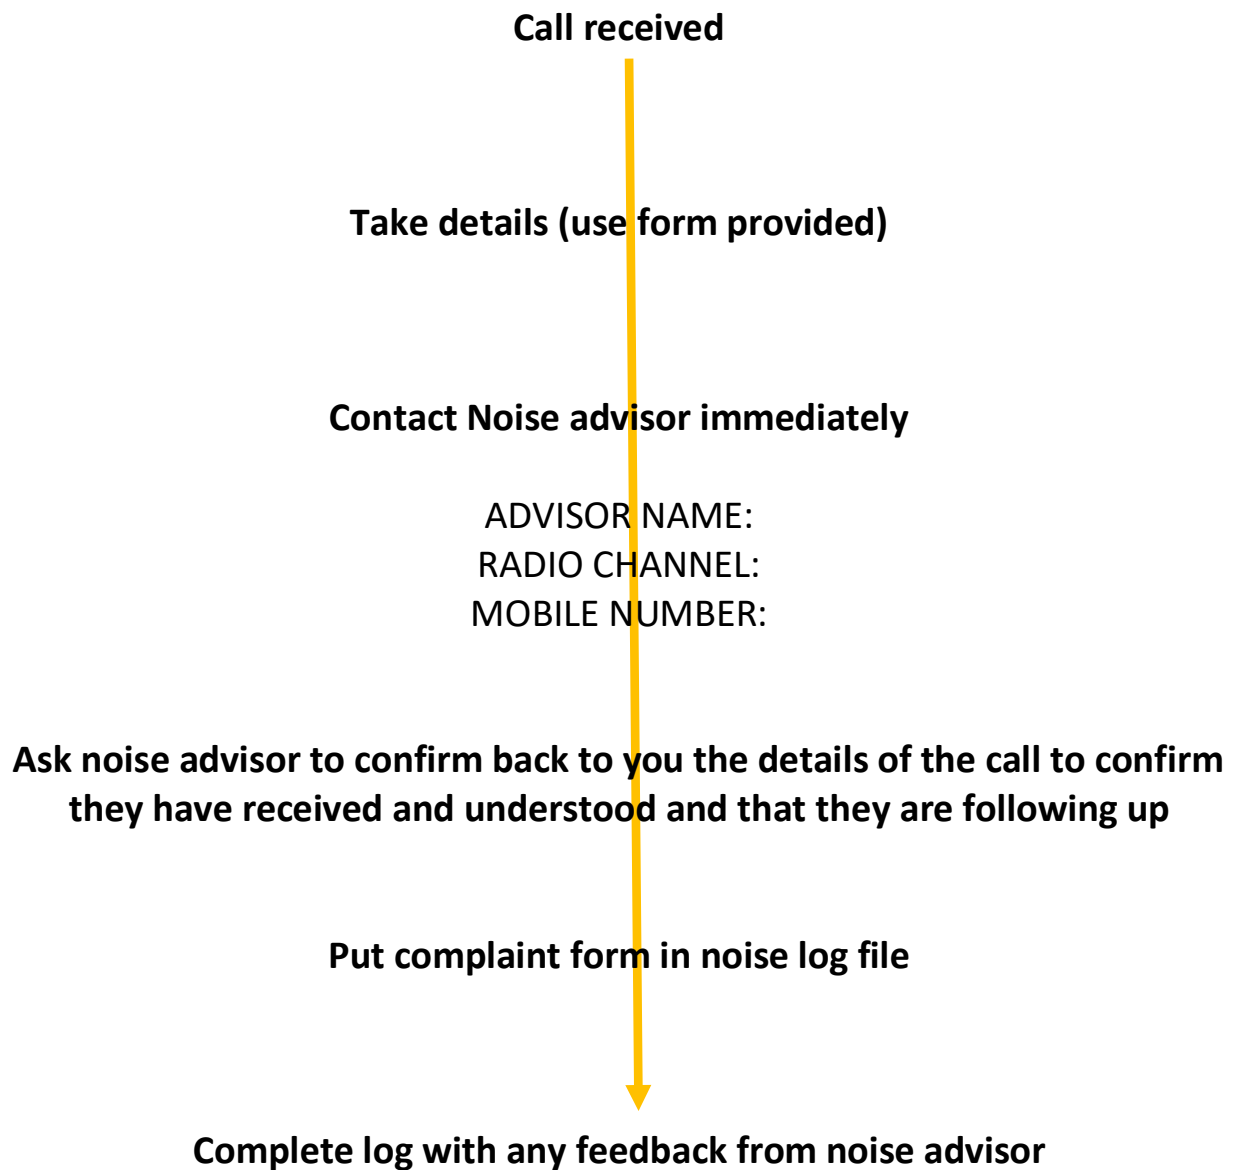 Call received
Take details (use form provided)
Contact Noise advisor immediately
ADVISOR NAME:
RADIO CHANNEL:
MOBILE NUMBER:
Ask noise advisor to confirm back to you the details of the call to confirm
they have received and understood and that they are following up
Put complaint form in noise log file
Complete log with any feedback from noise advisor